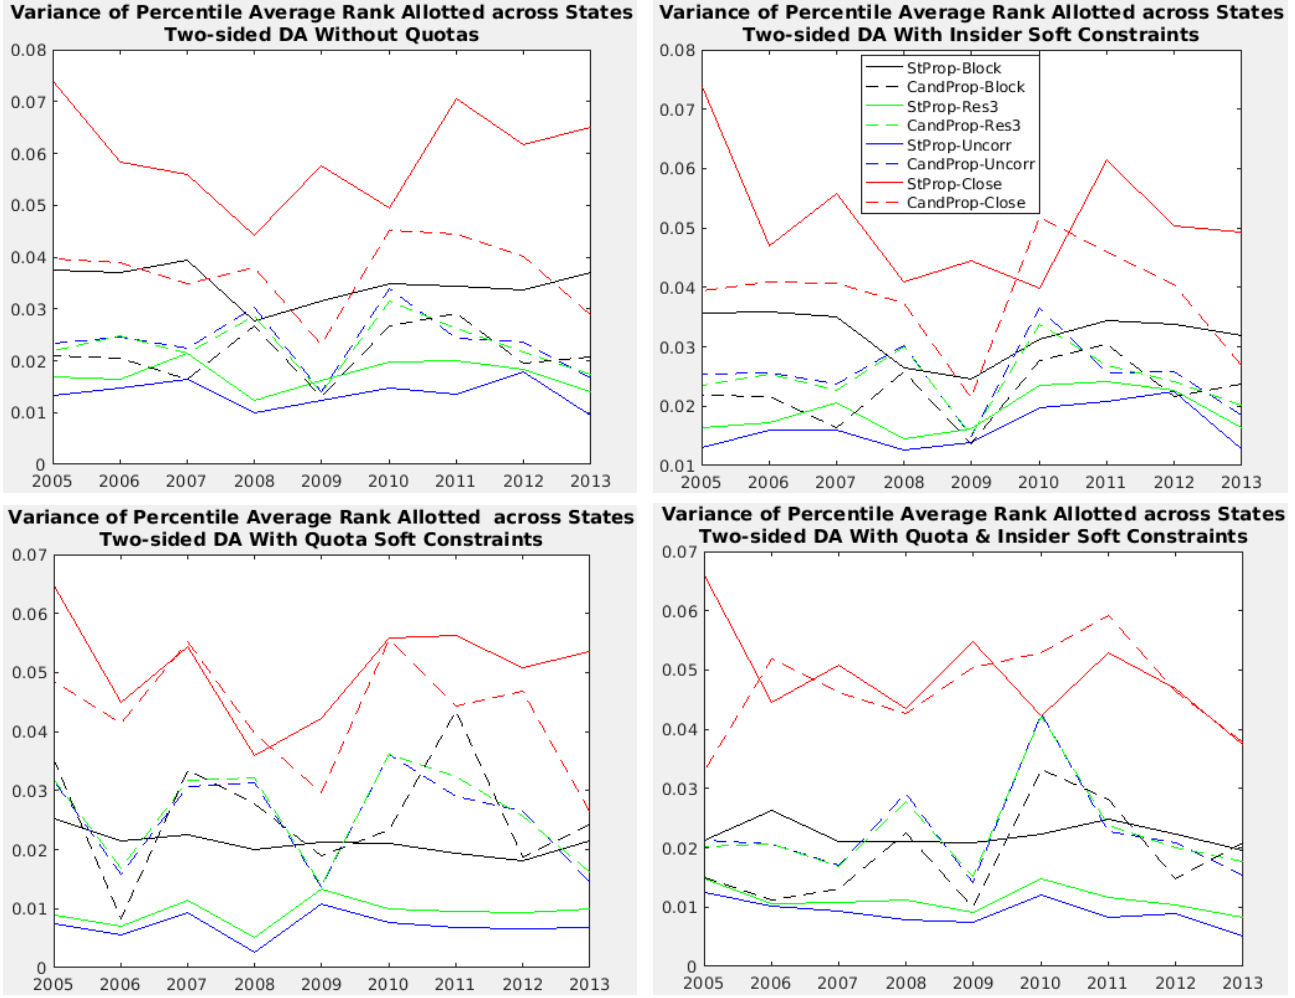 Variance of Percentile Average Rank Allotted across States
Two-sided DA Without Quotas
0.08
0.07
0.06
0.05
0.04
0.03
0.02
0.01
0
2005 2006 2007 2008 2009 2010 2011 2012 2013
Variance of Percentile Average Rank Allotted across States
Two-sided DA With Insider Soft Constraints
0.08
0.07
0.06
0.05
0.04
0.03
0.02
0.01
StProp-Block
CandProp-Block
StProp-Res3
CandProp-Res3
StProp-Uncorr
CandProp-Uncorr
StProp-Close
CandProp-Close
2005 2006 2007 2008 2009 2010 2011 2012 2013
Variance of Percentile Average Rank Allotted across States
Two-sided DA With Quota Soft Constraints
0.07
0.06
0.05
0.04
0.03
0.02
0.01
0
2005 2006 2007 2008 2009 2010 2011 2012 2013
Variance of Percentile Average Rank Allotted across States
Two-sided DA With Quota & Insider Soft Constraints
0.07
0.06
0.05
0.04
0.03
0.02
0.01
0
2005 2006 2007 2008 2009 2010 2011 2012 2013